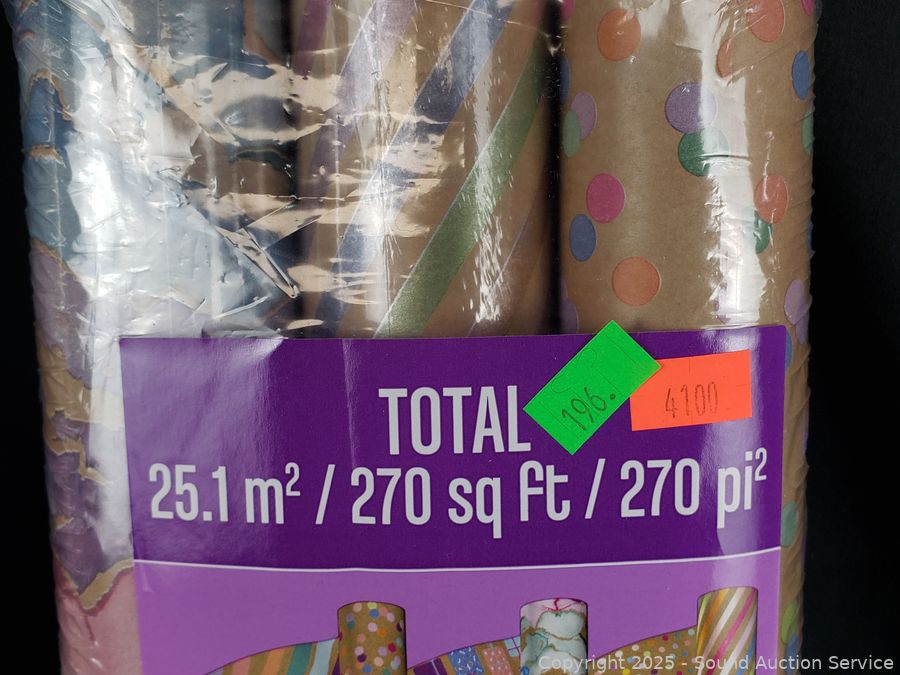 TOTAL
196.
4100
25.1 m² / 270 sq ft / 270 pi²
Copyright 2025 - Sound Auction Service